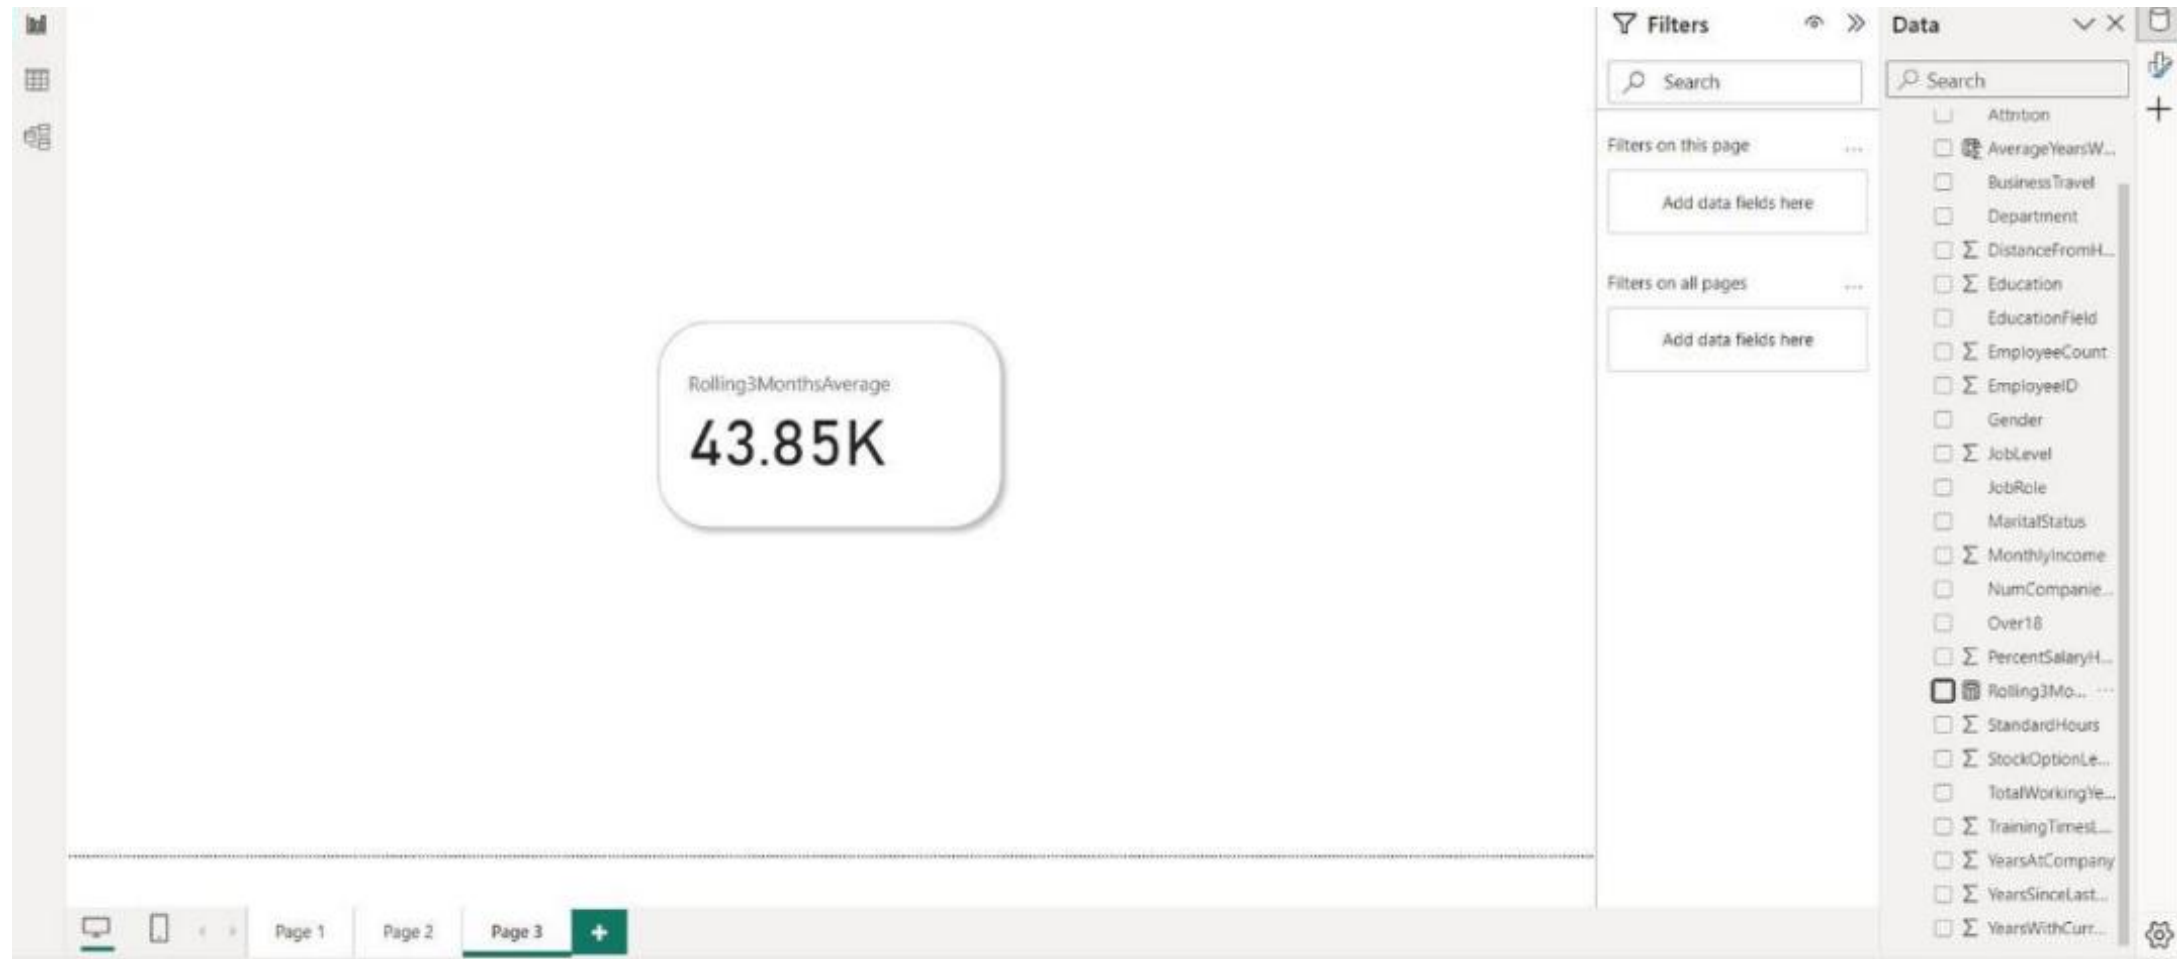 Rolling3MonthsAverage
43.85K
Page 1
Page 2
Page 3
Filters
Search
Filters on this page
...
Add data fields here
Filters on all pages
...
Add data fields here
Data
Search
Attrition
AverageYearsW...
BusinessTravel
Department
DistanceFromH...
Education
EducationField
EmployeeCount
EmployeeID
Gender
JobLevel
JobRole
MaritalStatus
MonthlyIncome
NumCompanie...
Over18
PercentSalaryH...
Rolling3Mo... ...
StandardHours
StockOptionLe...
TotalWorkingYe...
TrainingTimesL...
YearsAtCompany
YearsSinceLast...
YearsWithCurr...